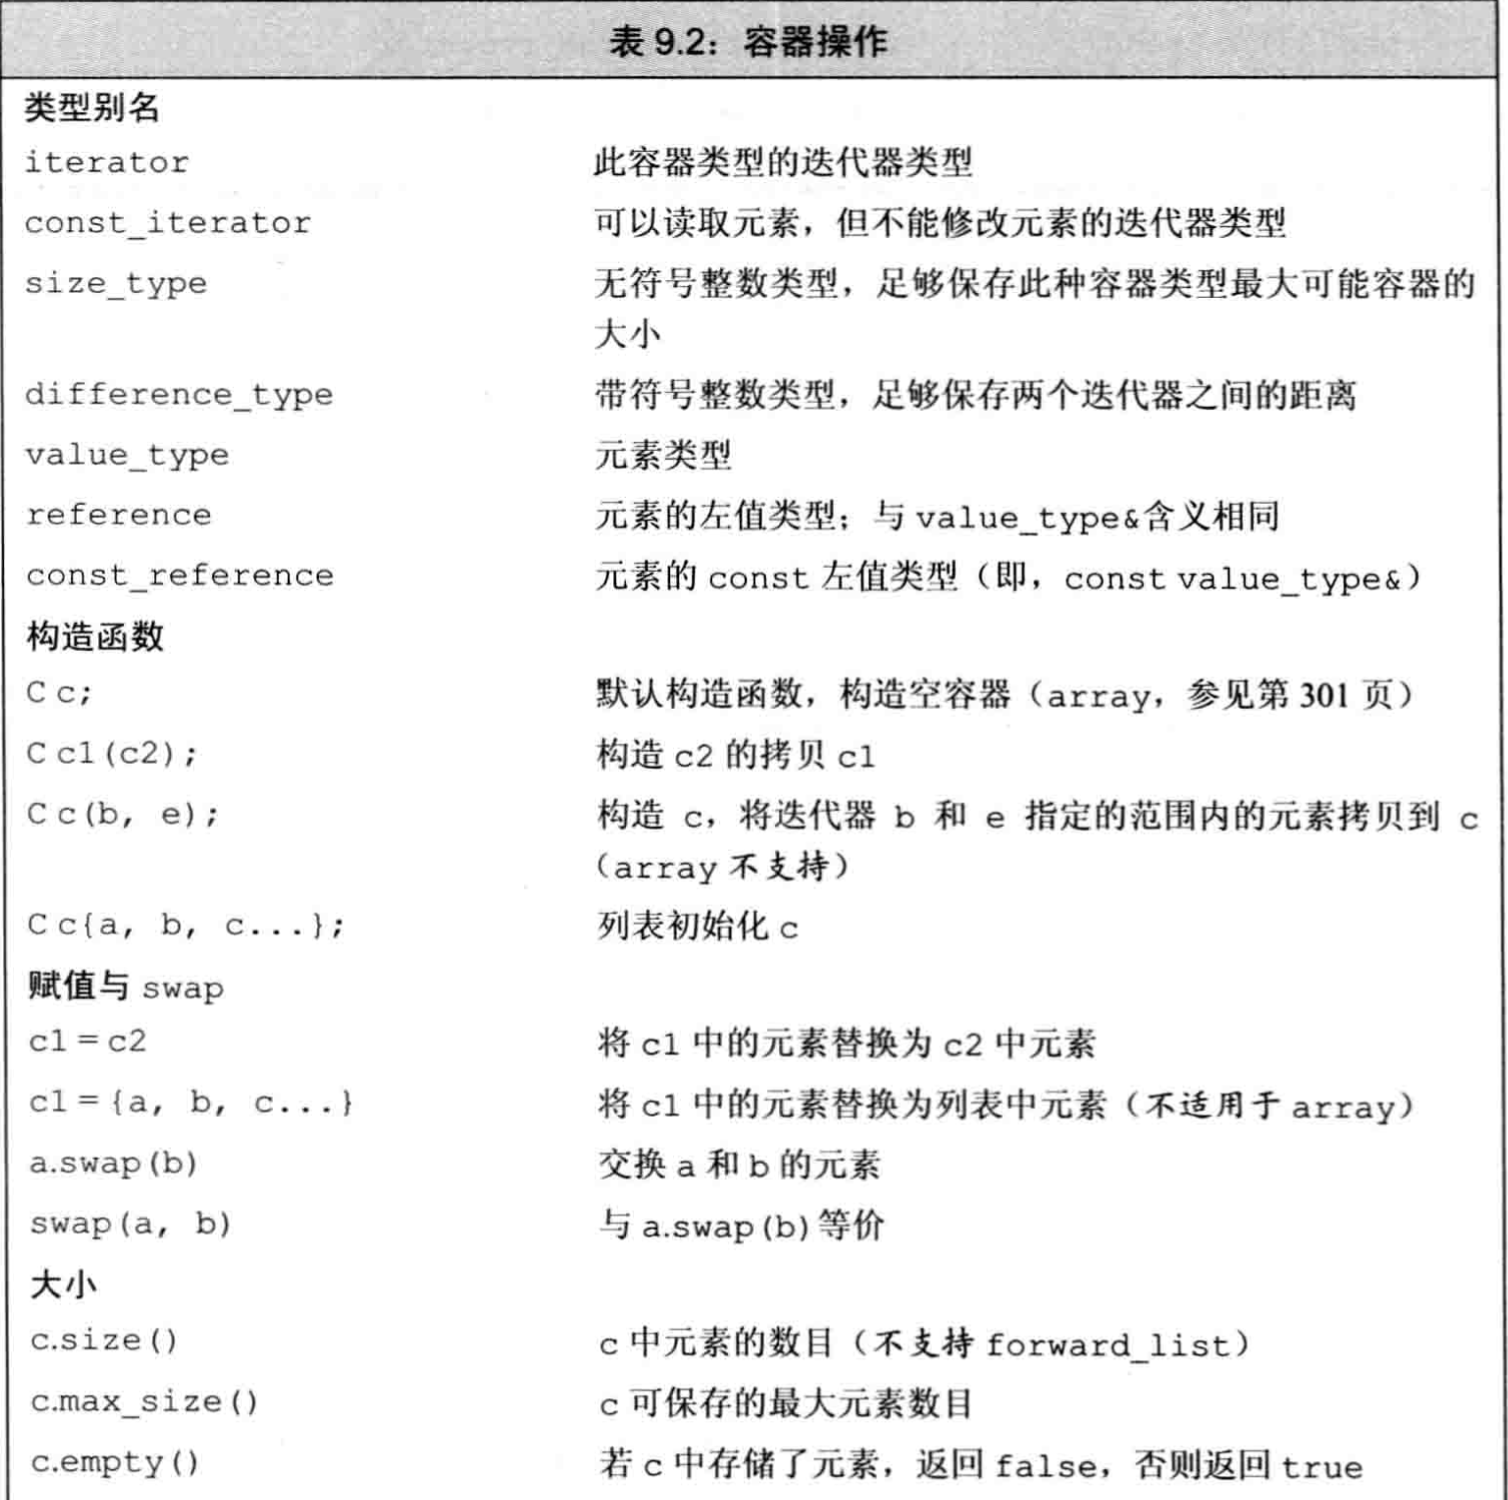 表 9.2：容器操作
类型别名
iterator 此容器类型的迭代器类型
const_iterator 可以读取元素，但不能修改元素的迭代器类型
size_type 无符号整数类型，足够保存此种容器类型最大可能容器的
大小
difference_type 带符号整数类型，足够保存两个迭代器之间的距离
value_type 元素类型
reference 元素的左值类型；与 value_type&含义相同
const_reference 元素的 const 左值类型（即，const value_type&）
构造函数
C c; 默认构造函数，构造空容器（array，参见第 301 页）
C c1(c2); 构造 c2 的拷贝 c1
C c(b, e); 构造 c，将迭代器 b 和 e 指定的范围内的元素拷贝到 c
（array 不支持）
C c{a, b, c...}; 列表初始化 c
赋值与 swap
c1 = c2 将 c1 中的元素替换为 c2 中元素
c1 = {a, b, c...} 将 c1 中的元素替换为列表中元素（不适用于 array）
a.swap(b) 交换 a 和 b 的元素
swap(a, b) 与 a.swap(b)等价
大小
c.size() c 中元素的数目（不支持 forward_list）
c.max_size() c 可保存的最大元素数目
c.empty() 若 c 中存储了元素，返回 false，否则返回 true